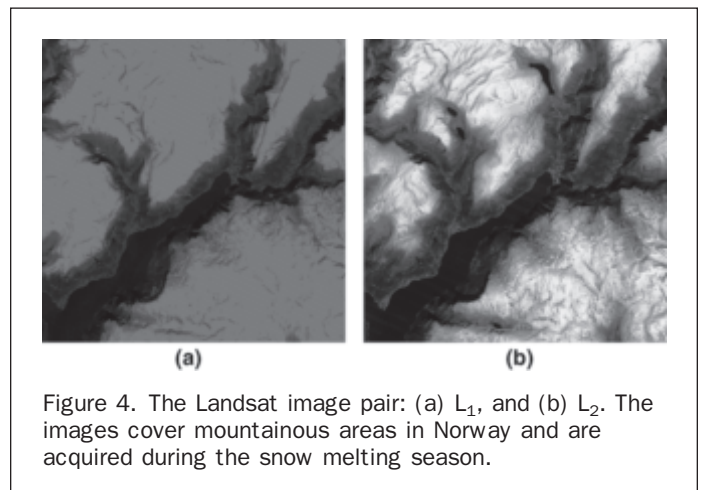 (a)
(b)
Figure 4. The Landsat image pair: (a) L₁, and (b) L₂. The
images cover mountainous areas in Norway and are
acquired during the snow melting season.